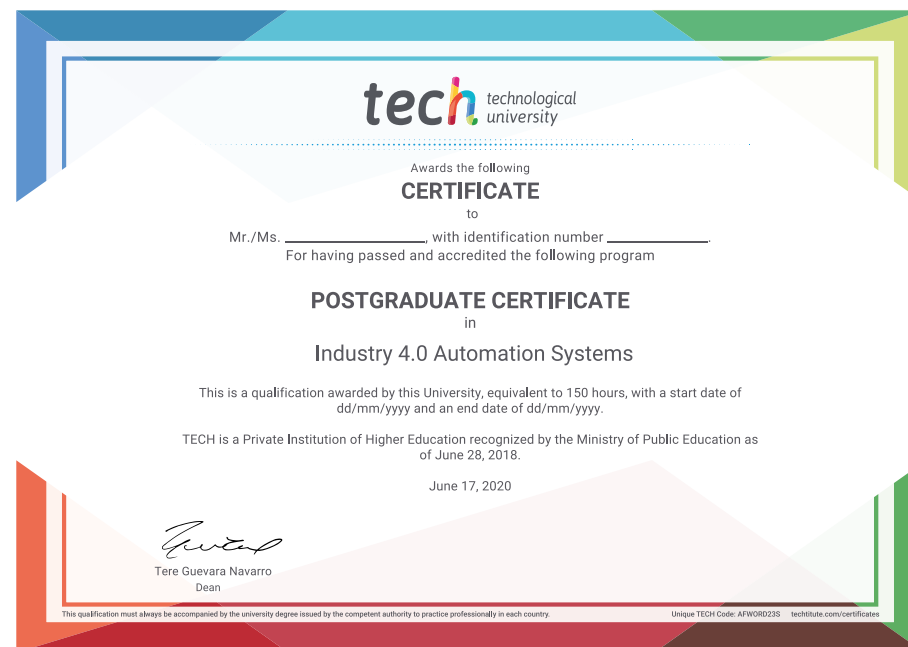 tech technological
university
Awards the following
CERTIFICATE
to
Mr./Ms. ____________________, with identification number ______________.
For having passed and accredited the following program
POSTGRADUATE CERTIFICATE
in
Industry 4.0 Automation Systems
This is a qualification awarded by this University, equivalent to 150 hours, with a start date of
dd/mm/yyyy and an end date of dd/mm/yyyy.
TECH is a Private Institution of Higher Education recognized by the Ministry of Public Education as
of June 28, 2018.
June 17, 2020
Tere Guevara Navarro
Dean
This qualification must always be accompanied by the university degree issued by the competent authority to practice professionally in each country. Unique TECH Code: AFWORD23S techtitute.com/certificates